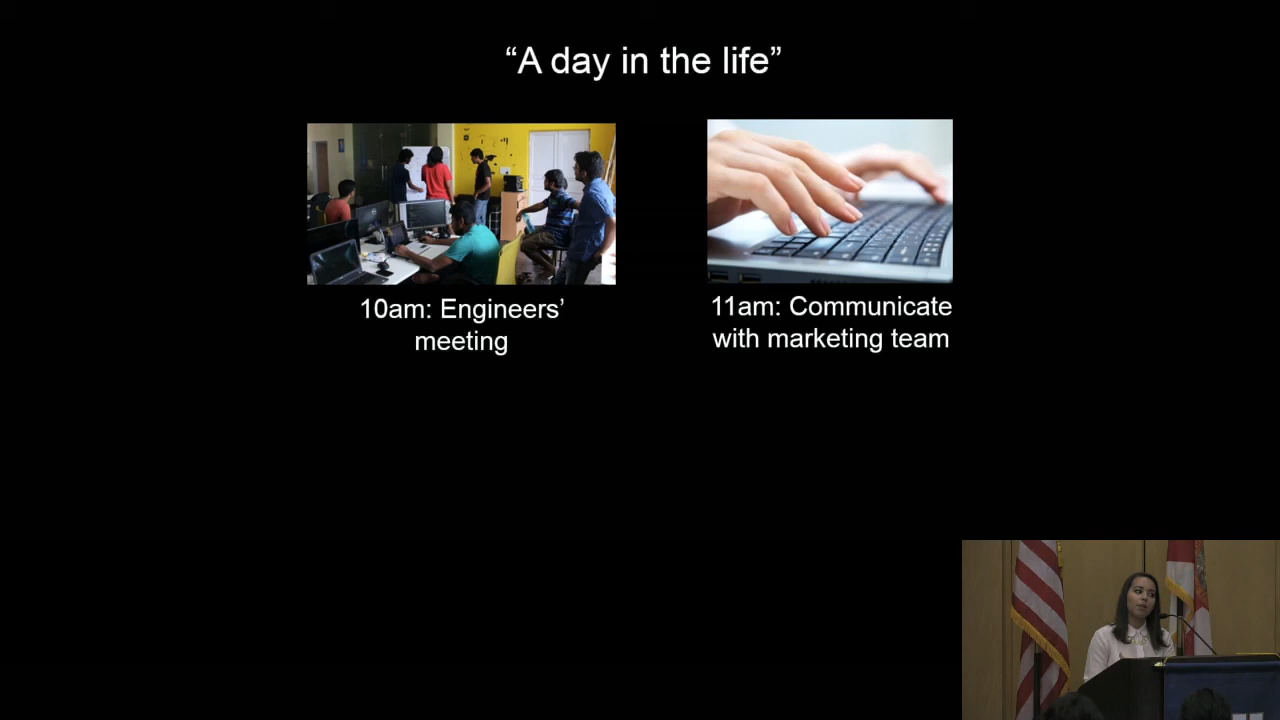 “A day in the life”
10am: Engineers’
meeting
11am: Communicate
with marketing team